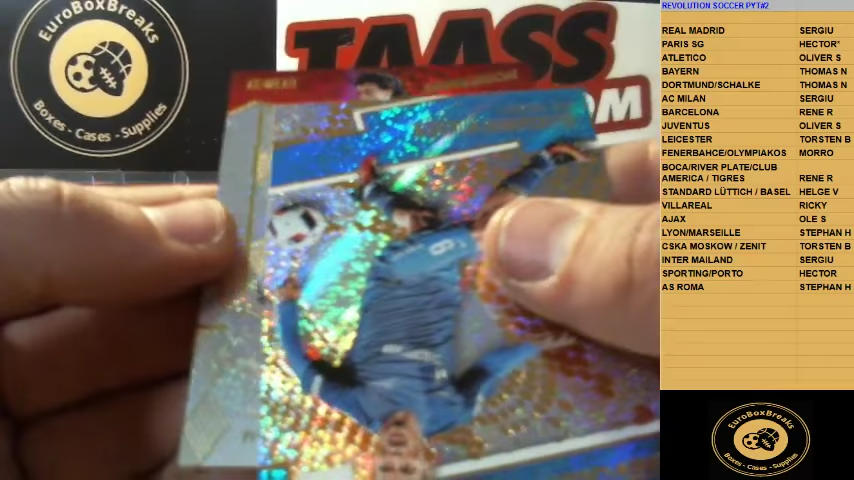 EuroBoxBreaks
Boxes - Cases - Supplies
TAASS
OM
REVOLUTION SOCCER PYT#2
REAL MADRID SERGIU
PARIS SG HECTOR*
ATLETICO OLIVER S
BAYERN THOMAS N
DORTMUND/SCHALKE THOMAS N
AC MILAN SERGIU
BARCELONA RENE R
JUVENTUS OLIVER S
LEICESTER TORSTEN B
FENERBAHCE/OLYMPIAKOS MORRO
BOCA/RIVER PLATE/CLUB
AMERICA / TIGRES RENE R
STANDARD LÜTTICH / BASEL HELGE V
VILLAREAL RICKY
AJAX OLE S
LYON/MARSEILLE STEPHAN H
CSKA MOSKOW / ZENIT TORSTEN B
INTER MAILAND SERGIU
SPORTING/PORTO HECTOR
AS ROMA STEPHAN H
EuroBoxBreaks
Boxes - Cases - Supplies